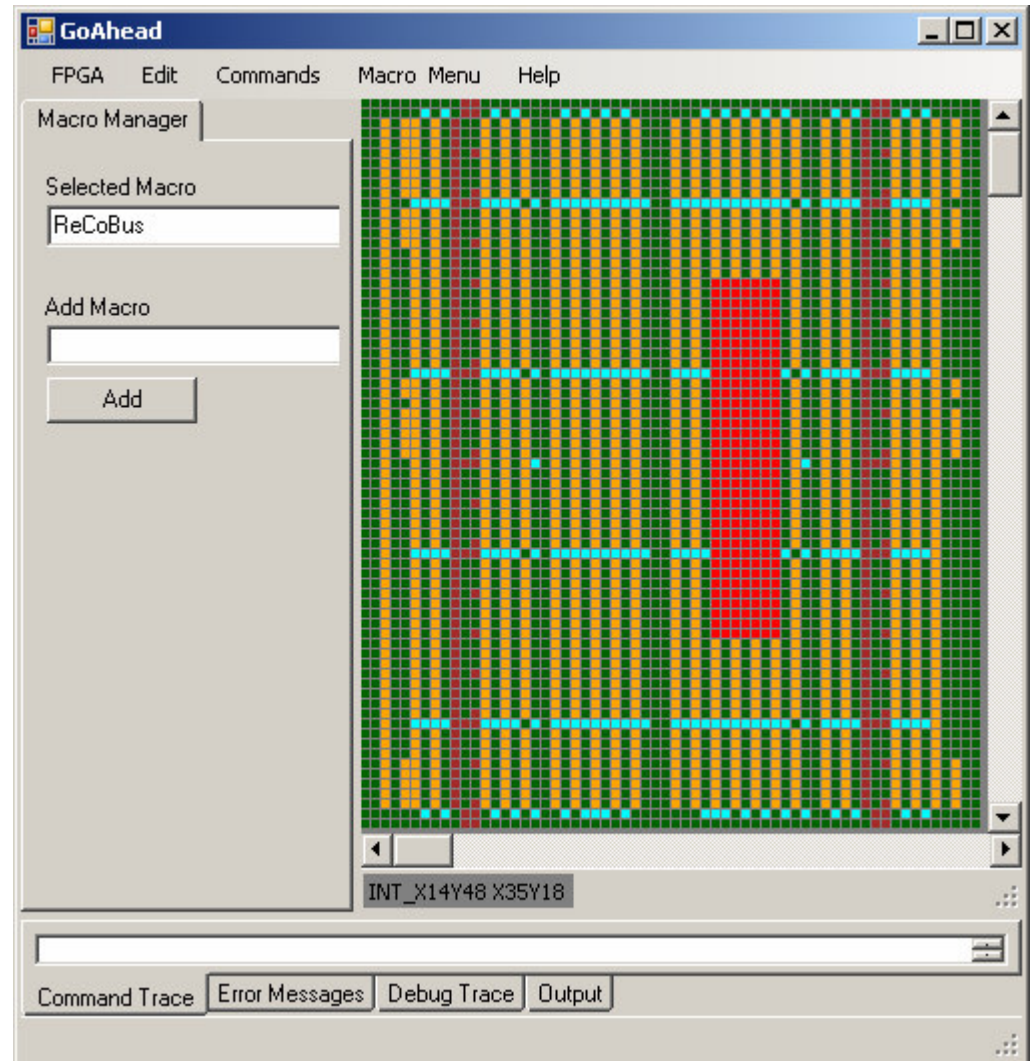 GoAhead
FPGA Edit Commands Macro Menu Help
Macro Manager
Selected Macro
ReCoBus
Add Macro
Add
INT_X14Y48 X35Y18
Command Trace Error Messages Debug Trace Output